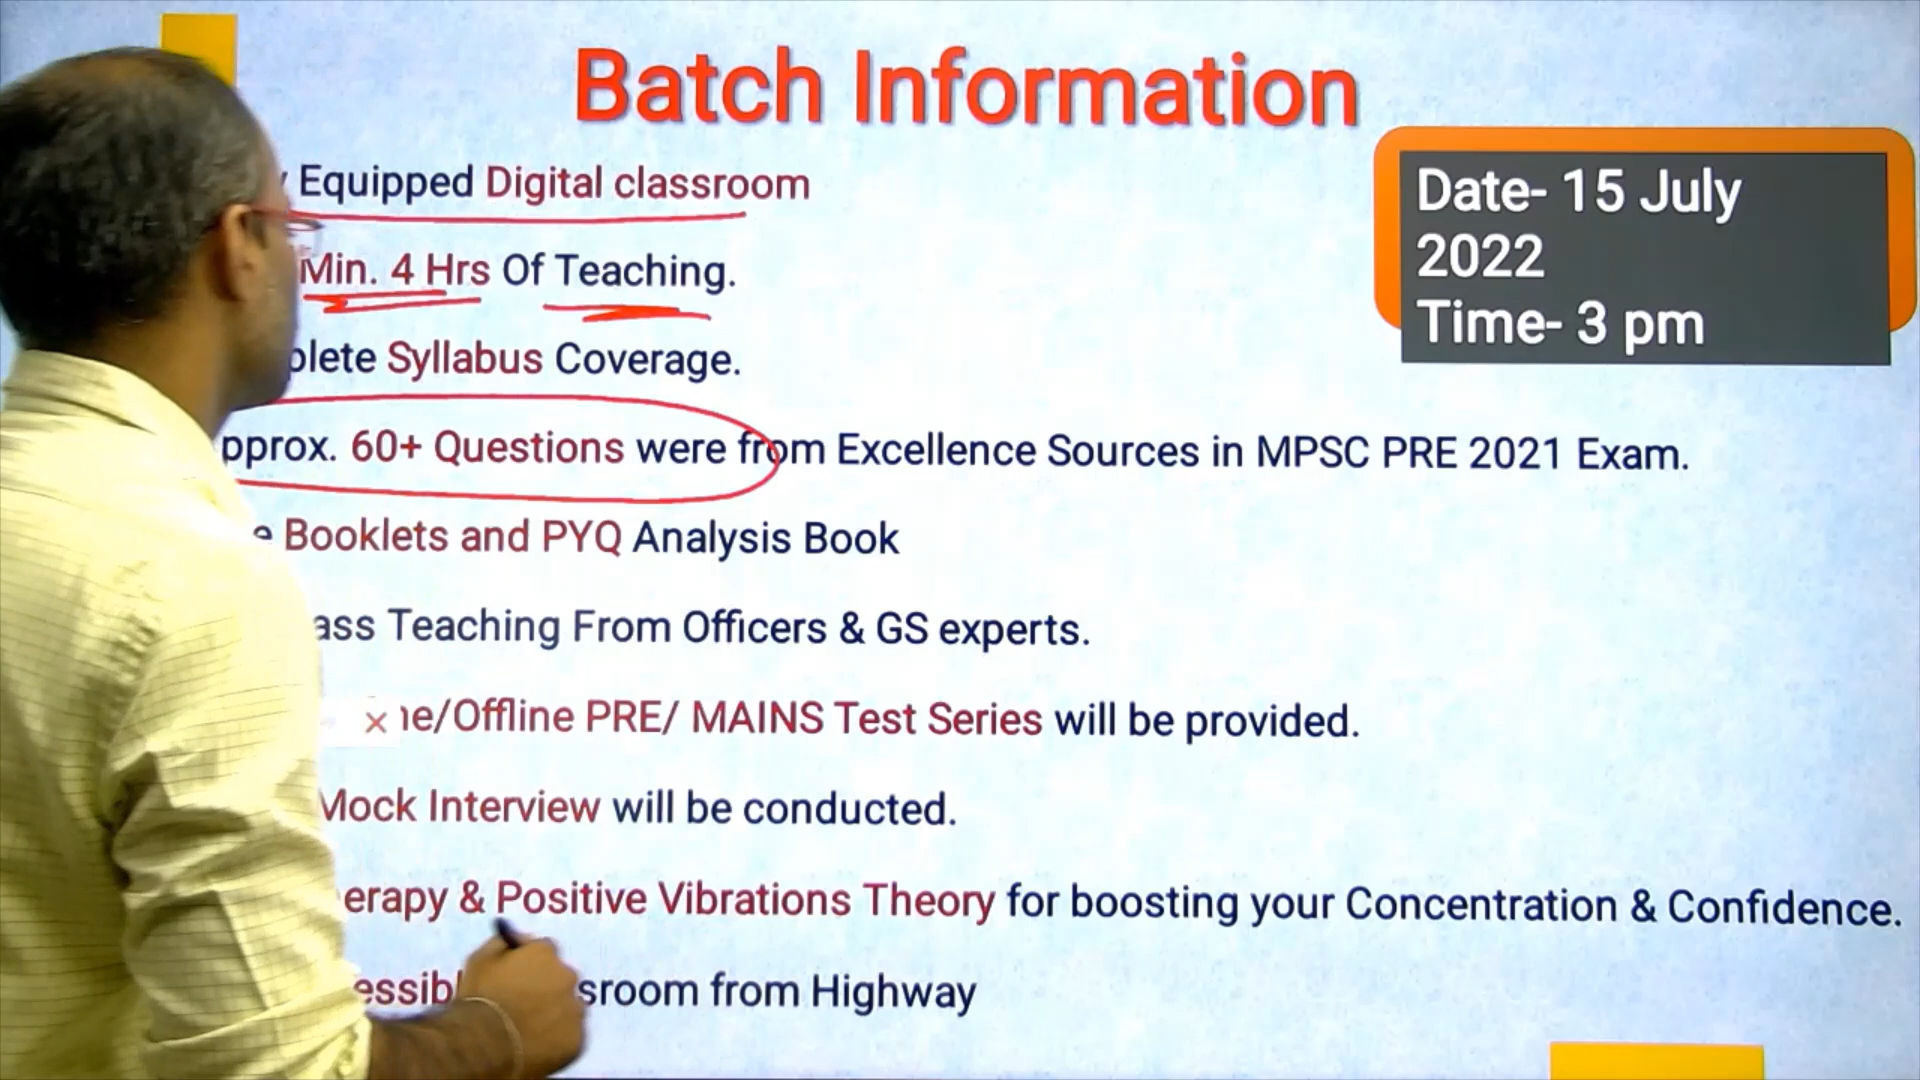 Batch Information
Equipped Digital classroom
Date- 15 July
2022
Time- 3 pm
Min. 4 Hrs Of Teaching.
plete Syllabus Coverage.
pprox. 60+ Questions were from Excellence Sources in MPSC PRE 2021 Exam.
e Booklets and PYQ Analysis Book
ass Teaching From Officers & GS experts.
ne/Offline PRE/ MAINS Test Series will be provided.
Mock Interview will be conducted.
erapy & Positive Vibrations Theory for boosting your Concentration & Confidence.
essibl sroom from Highway